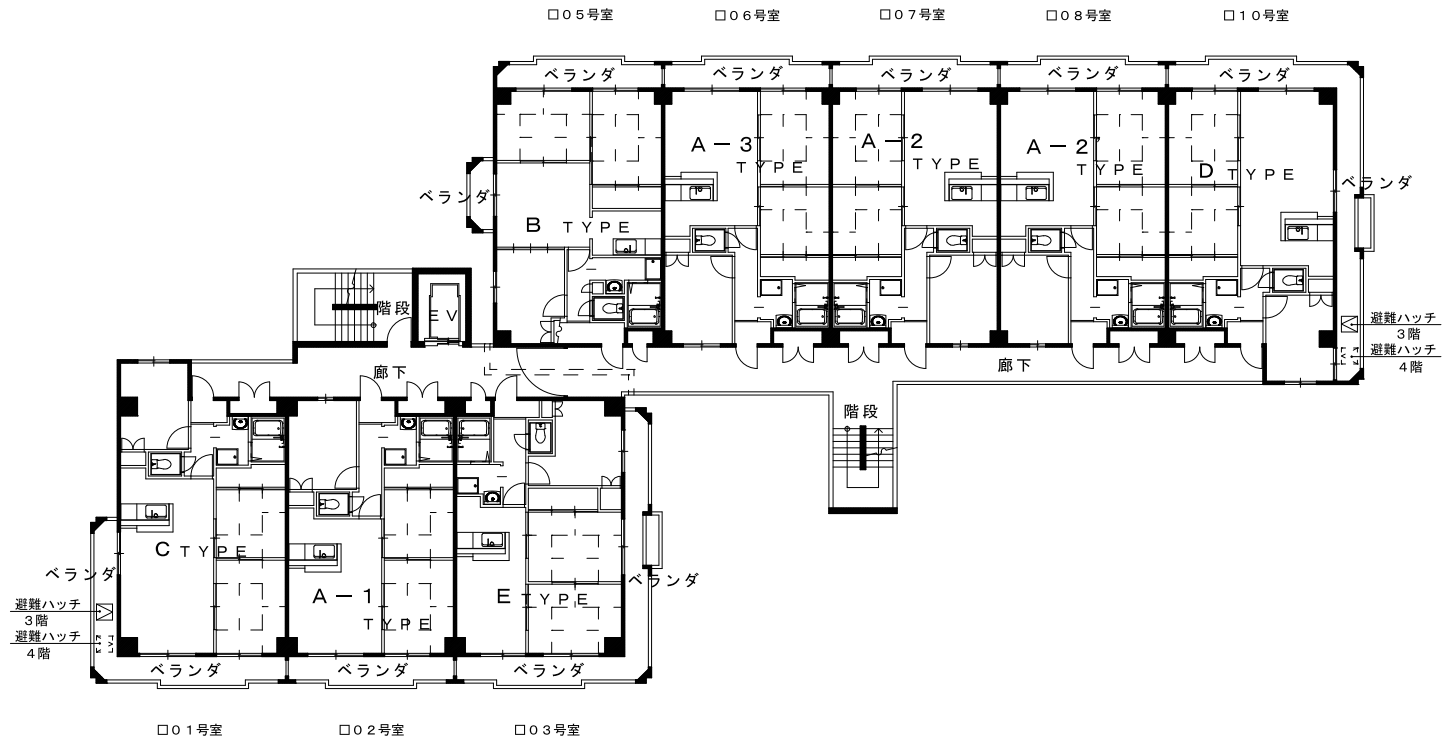 □05号室
□06号室
□07号室
□08号室
□10号室
ベランダ
ベランダ
ベランダ
ベランダ
ベランダ
A-3
TYPE
A-2
TYPE
A-2'
TYPE
D TYPE
ベランダ
ベランダ
B TYPE
階段
EV
避難ハッチ
3階
避難ハッチ
4階
廊下
廊下
階段
C TYPE
ベランダ
A-1
TYPE
E TYPE
ベランダ
避難ハッチ
3階
避難ハッチ
4階
ベランダ
ベランダ
ベランダ
□01号室
□02号室
□03号室